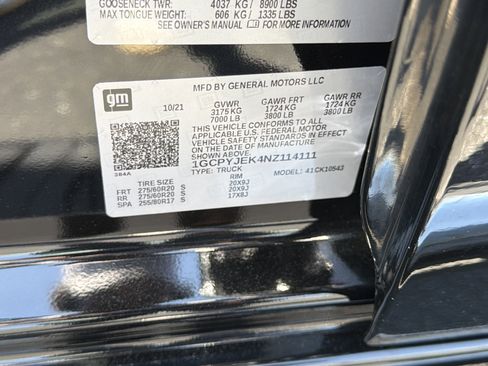 GOOSENECK TWR: 4037 KG/ 8900 LBS
MAX TONGUE WEIGHT: 606 KG/ 1335 LBS
SEE OWNER'S MANUAL FOR MORE INFORMATION
MFD BY GENERAL MOTORS LLC
gm
10/21 GVWR GAWR FRT GAWR RR
3175 KG 1724 KG 1724 KG
7000 LB 3800 LB 3800 LB
THIS VEHICLE CONFORMS TO ALL
APPLICABLE U.S. FEDERAL MOTOR
VEHICLE SAFETY STANDARDS IN EFFECT
ON THE DATE OF MANUFACTURE SHOWN ABOVE.
1GCPYJEK4NZ114111
TYPE: TRUCK MODEL: 41CK10543
S84A
TIRE SIZE RIM
FRT 275/60R20 S 20X9J
RR 275/60R20 S 20X9J
SPA 255/80R17 S 17X8J